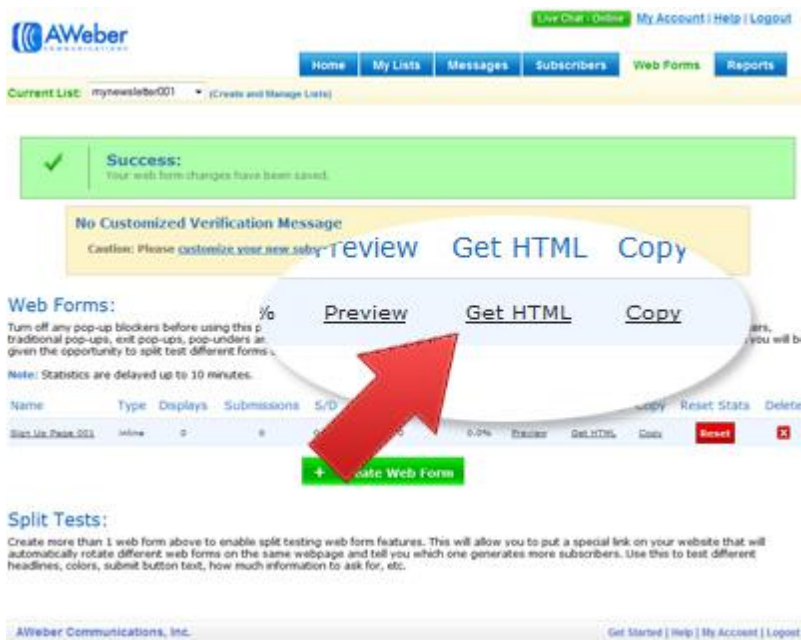 Live Chat - Online My Account | Help | Logout
AWeber
communications
Home My Lists Messages Subscribers Web Forms Reports
Current List: mynewsletter001 (Create and Manage Lists)
Success:
Your web form changes have been saved.
No Customized Verification Message
Caution: Please customize your new subs
Preview Get HTML Copy
% Preview Get HTML Copy
Web Forms:
Turn off any pop-up blockers before using this p
traditional pop-ups, exit pop-ups, pop-unders an you will be
given the opportunity to split test different forms
Note: Statistics are delayed up to 10 minutes.
Name Type Displays Submissions S/D Copy Reset Stats Delete
Sign Up Page 001 Inline 0 0 0.0% Preview Get HTML Copy Reset
+ Create Web Form
Split Tests:
Create more than 1 web form above to enable split testing web form features. This will allow you to put a special link on your website that will
automatically rotate different web forms on the same webpage and tell you which one generates more subscribers. Use this to test different
headlines, colors, submit button text, how much information to ask for, etc.
AWeber Communications, Inc. Get Started | Help | My Account | Logout